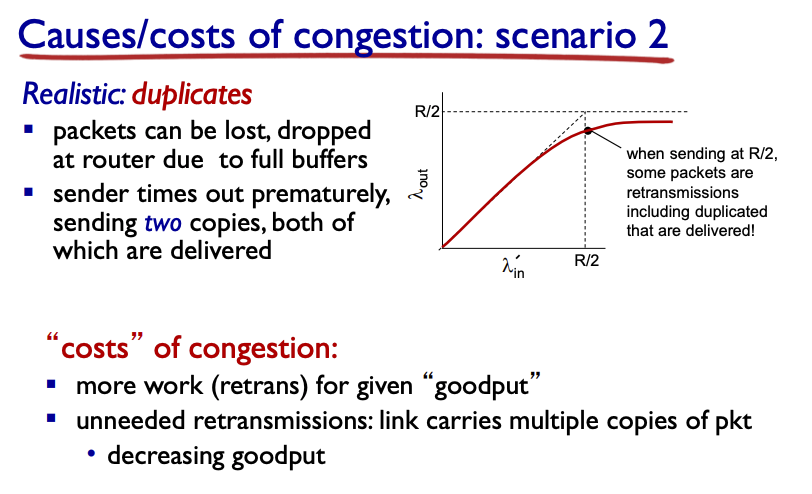 Causes/costs of congestion: scenario 2
Realistic: duplicates
▪ packets can be lost, dropped
at router due to full buffers
▪ sender times out prematurely,
sending two copies, both of
which are delivered
R/2
λout
λ´in
R/2
when sending at R/2,
some packets are
retransmissions
including duplicated
that are delivered!
“costs” of congestion:
▪ more work (retrans) for given “goodput”
▪ unneeded retransmissions: link carries multiple copies of pkt
• decreasing goodput